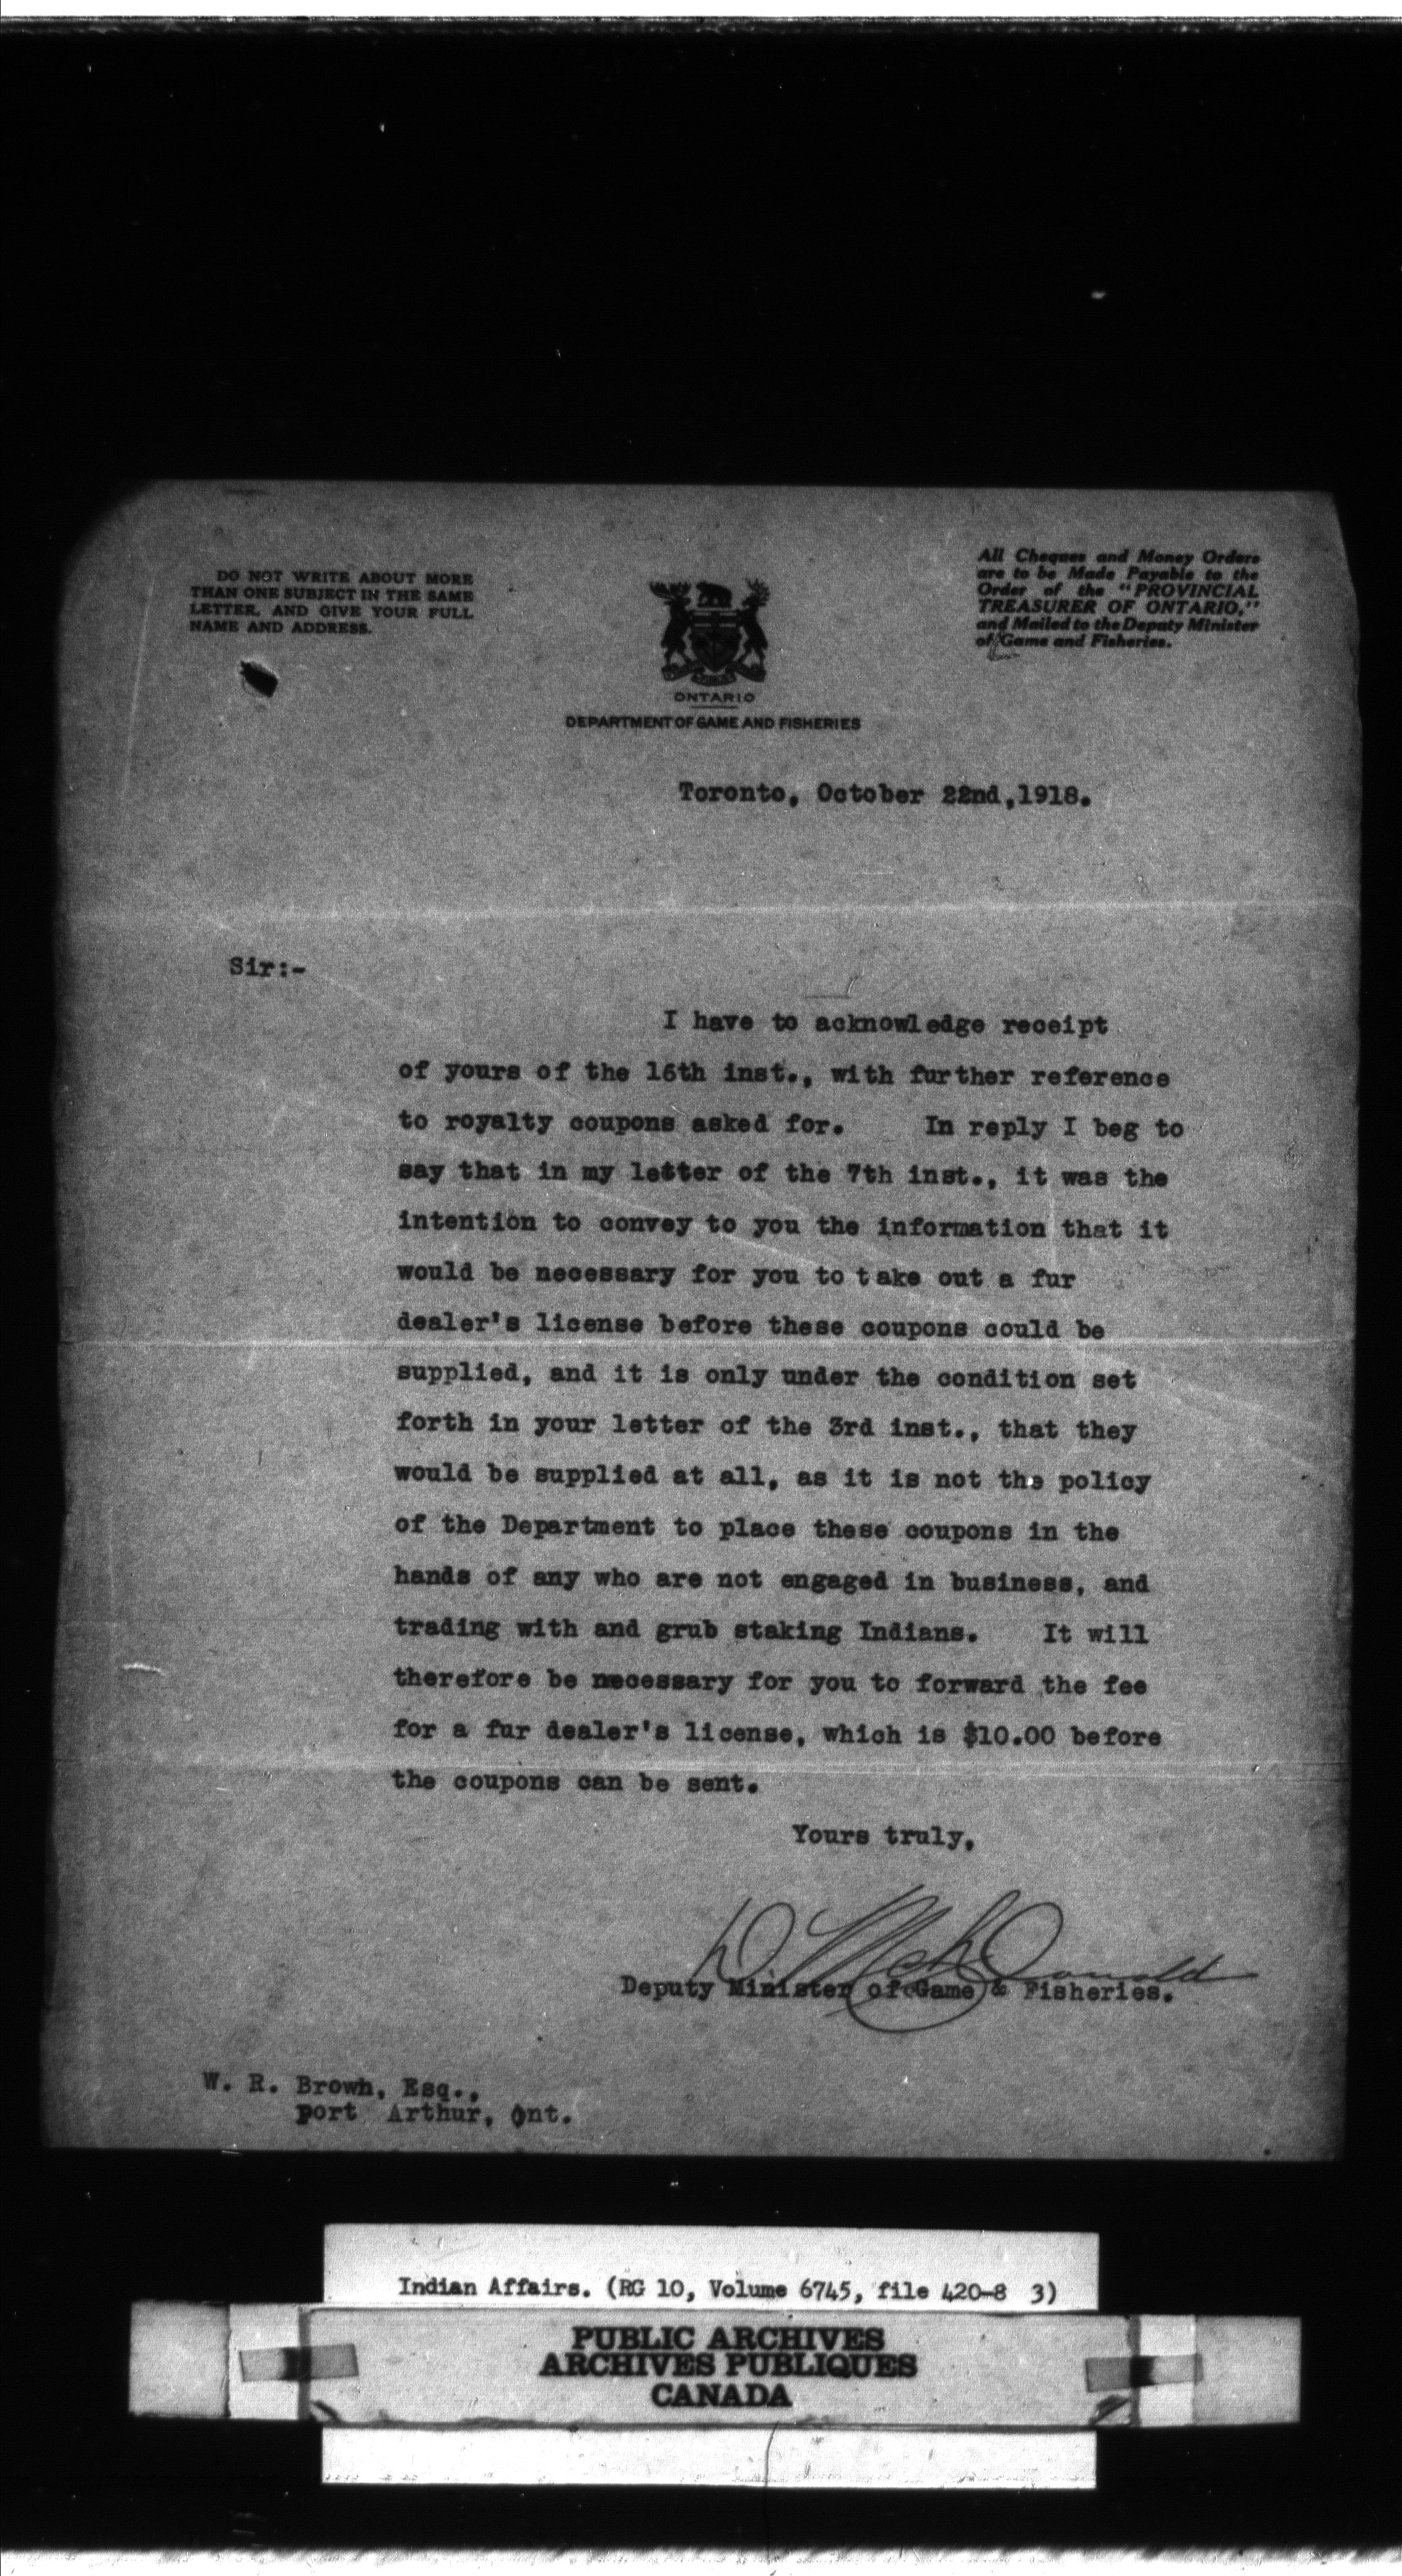 DO NOT WRITE ABOUT MORE
THAN ONE SUBJECT IN THE SAME
LETTER, AND GIVE YOUR FULL
NAME AND ADDRESS.
All Cheques and Money Orders
are to be Made Payable to the
Order of the "PROVINCIAL
TREASURER OF ONTARIO,"
and Mailed to the Deputy Minister
of Game and Fisheries.
ONTARIO
DEPARTMENT OF GAME AND FISHERIES
Toronto, October 22nd,1918.
Sir:-
I have to acknowledge receipt
of yours of the 16th inst., with further reference
to royalty coupons asked for. In reply I beg to
say that in my letter of the 7th inst., it was the
intention to convey to you the information that it
would be necessary for you to take out a fur
dealer's license before these coupons could be
supplied, and it is only under the condition set
forth in your letter of the 3rd inst., that they
would be supplied at all, as it is not the policy
of the Department to place these coupons in the
hands of any who are not engaged in business, and
trading with and grub staking Indians. It will
therefore be necessary for you to forward the fee
for a fur dealer's license, which is $10.00 before
the coupons can be sent.
Yours truly,
D. McDonald
Deputy Minister of Game & Fisheries.
W. R. Brown, Esq.,
Port Arthur, Ont.
Indian Affairs. (RG 10, Volume 6745, file 420-8 3)
PUBLIC ARCHIVES
ARCHIVES PUBLIQUES
CANADA